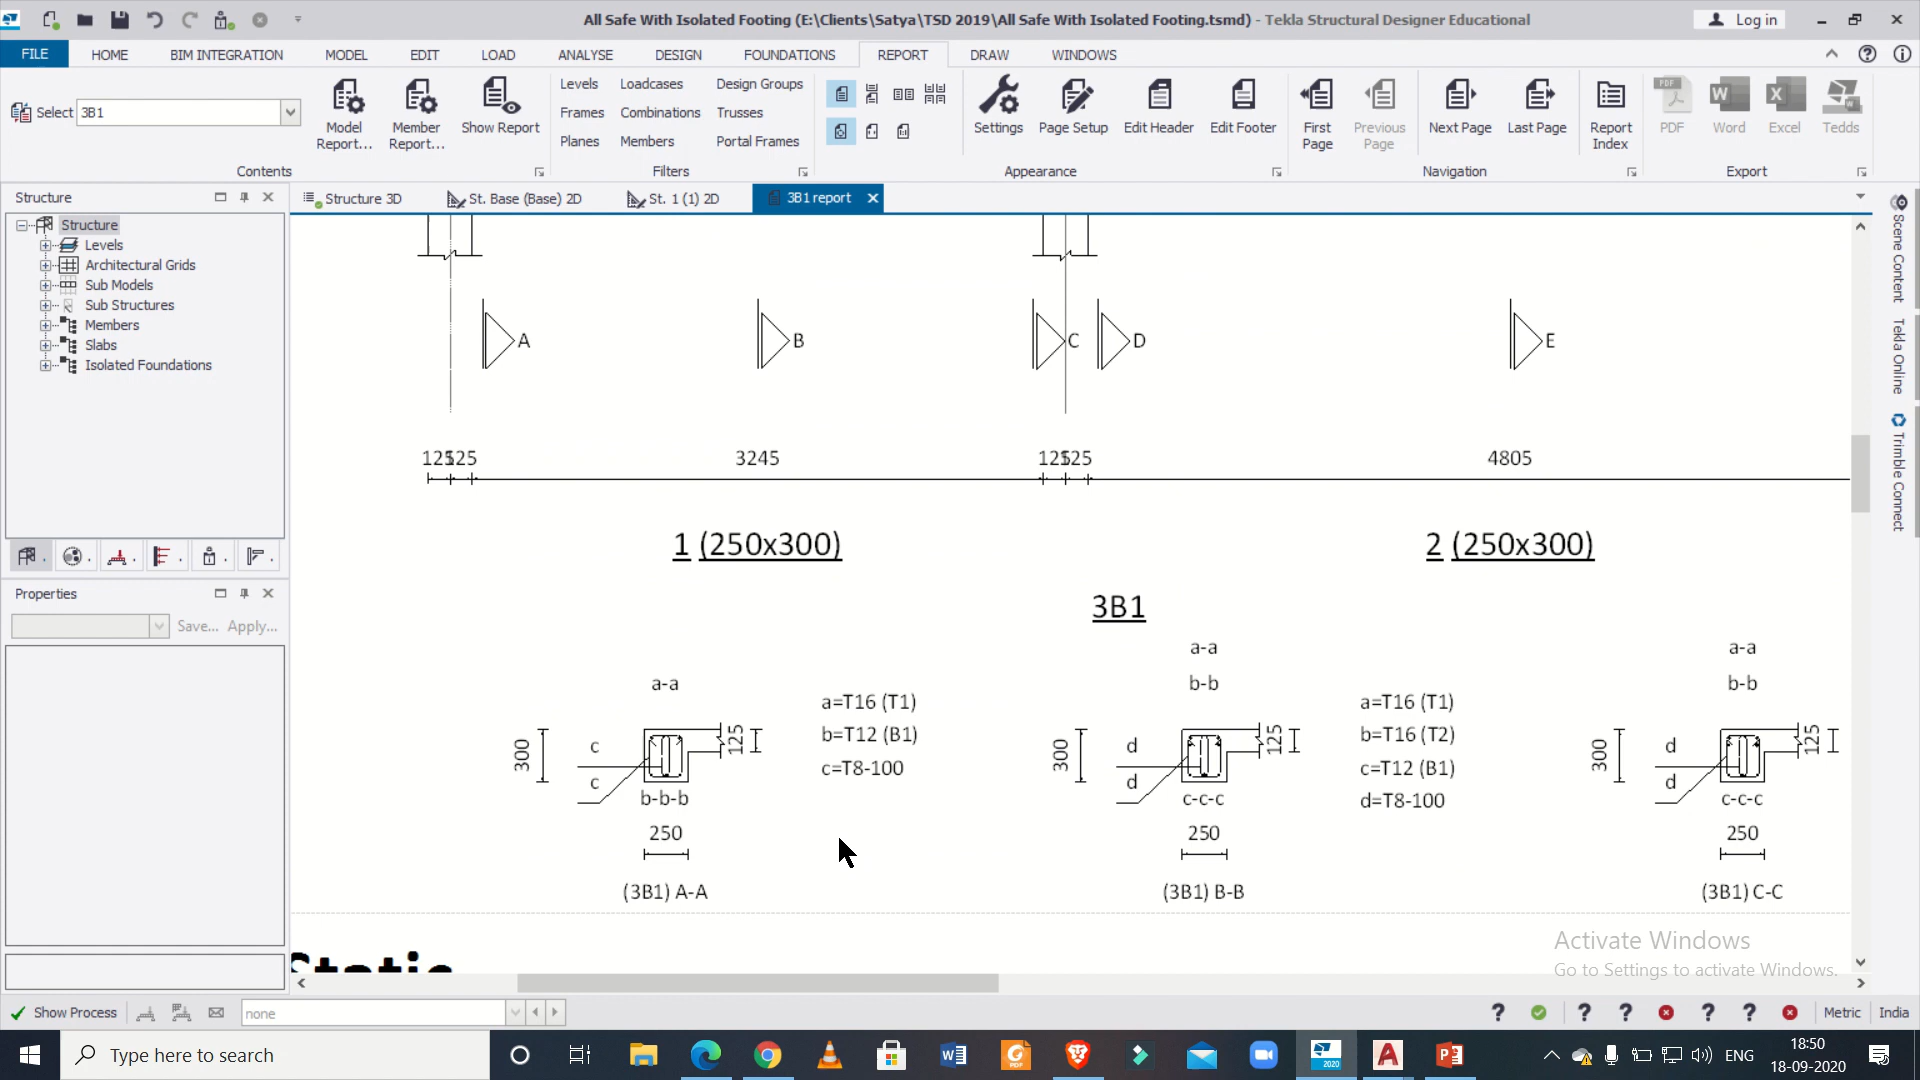 All Safe With Isolated Footing (E:\Clients\Satya\TSD 2019\All Safe With Isolated Footing.tsmd) - Tekla Structural Designer Educational
Log in
FILE HOME BIM INTEGRATION MODEL EDIT LOAD ANALYSE DESIGN FOUNDATIONS REPORT DRAW WINDOWS
Select 3B1
Model Report...
Member Report...
Show Report
Levels Loadcases Design Groups
Frames Combinations Trusses
Planes Members Portal Frames
Settings
Page Setup
Edit Header
Edit Footer
First Page
Previous Page
Next Page
Last Page
Report Index
PDF
Word
Excel
Tedds
Contents Filters Appearance Navigation Export
Structure
Structure 3D St. Base (Base) 2D St. 1 (1) 2D 3B1 report
Structure
Levels
Architectural Grids
Sub Models
Sub Structures
Members
Slabs
Isolated Foundations
Properties
Save... Apply...
A B C D E
125 125 3245 125 125 4805
1 (250x300) 2 (250x300)
3B1
a-a
300
c
c
b-b-b
250
125
(3B1) A-A
a=T16 (T1)
b=T12 (B1)
c=T8-100
a-a
b-b
300
d
d
c-c-c
250
125
(3B1) B-B
a=T16 (T1)
b=T16 (T2)
c=T12 (B1)
d=T8-100
a-a
b-b
300
d
d
c-c-c
250
125
(3B1) C-C
Static
Activate Windows
Go to Settings to activate Windows.
Scene Content
Tekla Online
Trimble Connect
Show Process none Metric India
Type here to search
2020
ENG
18:50
18-09-2020